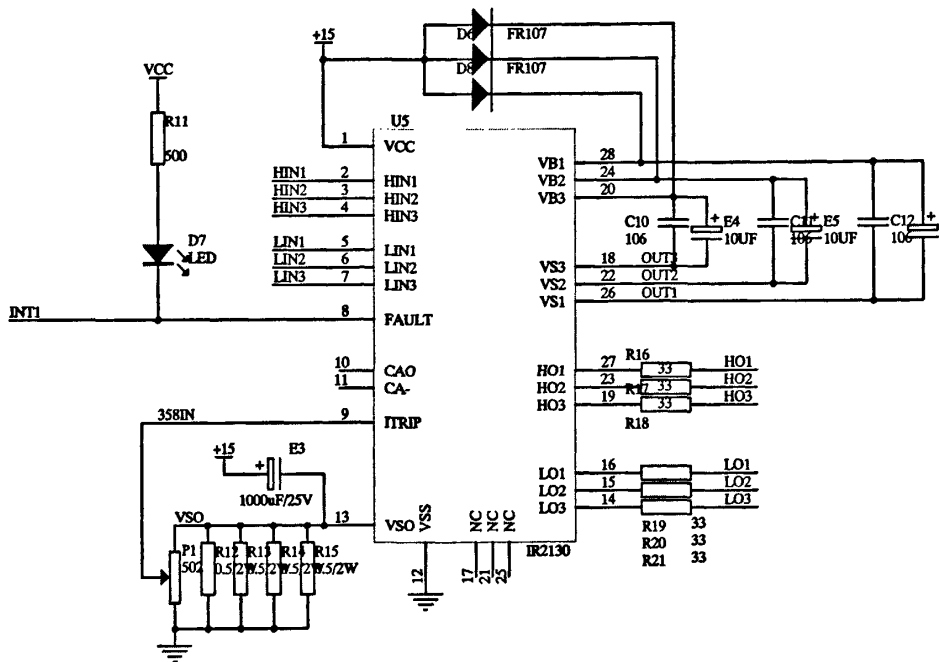 +15
D6 FR107
D8 FR107
VCC
R11
500
U5
1 VCC
HIN1 2 HIN1
HIN2 3 HIN2
HIN3 4 HIN3
LIN1 5 LIN1
LIN2 6 LIN2
LIN3 7 LIN3
D7
LED
INT1 8 FAULT
10 CAO
11 CA-
358IN 9 ITRIP
+15 + E3
1000uF/25V
VSO 13 VSO
VSS
12
NC NC NC
17 21 25
IR2130
P1
502
R12 R13 R14 R15
0.5/2W 0.5/2W 0.5/2W
VB1 28
VB2 24
VB3 20
C10
106
+ E4
10UF
C11
106
+ E5
10UF
C12
106
+
VS3 18 OUT3
VS2 22 OUT2
VS1 26 OUT1
R16
HO1 27 33 HO1
HO2 23 33 HO2
R17
HO3 19 33 HO3
R18
LO1 16 LO1
LO2 15 LO2
LO3 14 LO3
R19 33
R20 33
R21 33